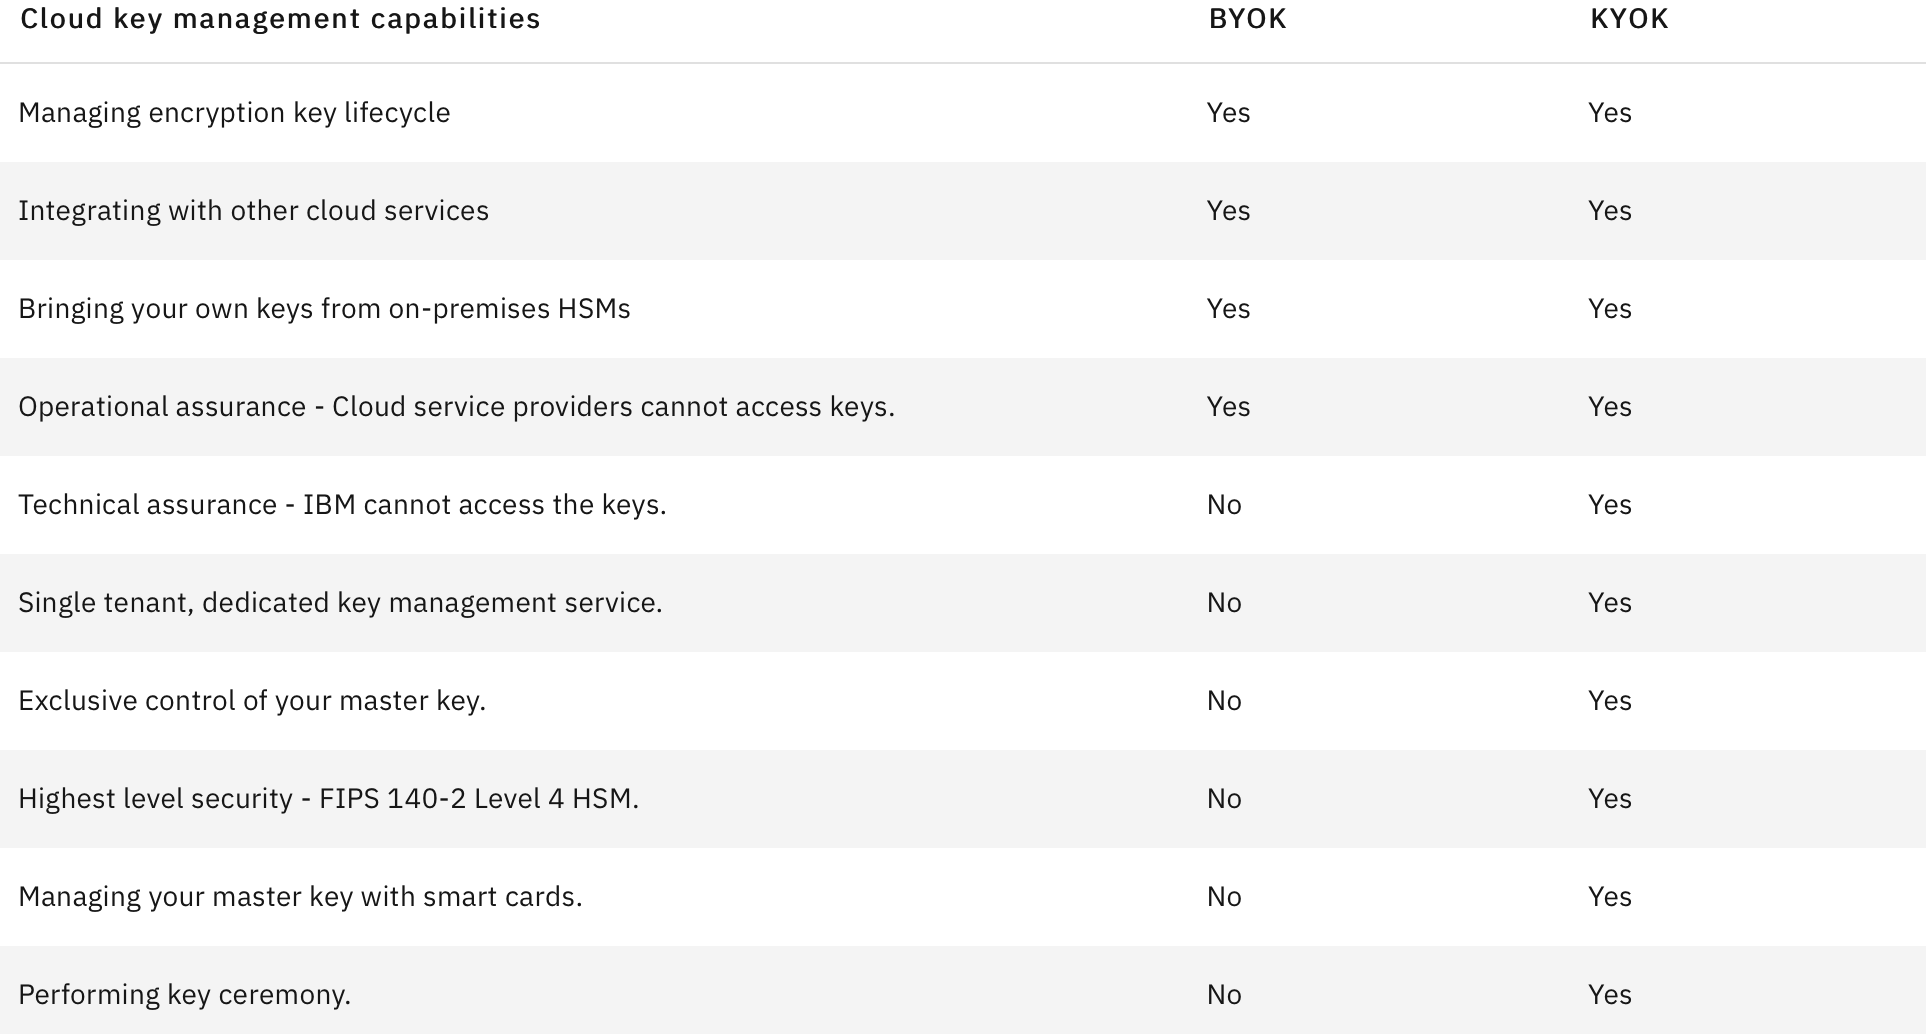 Cloud key management capabilities BYOK KYOK
Managing encryption key lifecycle Yes Yes
Integrating with other cloud services Yes Yes
Bringing your own keys from on-premises HSMs Yes Yes
Operational assurance - Cloud service providers cannot access keys. Yes Yes
Technical assurance - IBM cannot access the keys. No Yes
Single tenant, dedicated key management service. No Yes
Exclusive control of your master key. No Yes
Highest level security - FIPS 140-2 Level 4 HSM. No Yes
Managing your master key with smart cards. No Yes
Performing key ceremony. No Yes